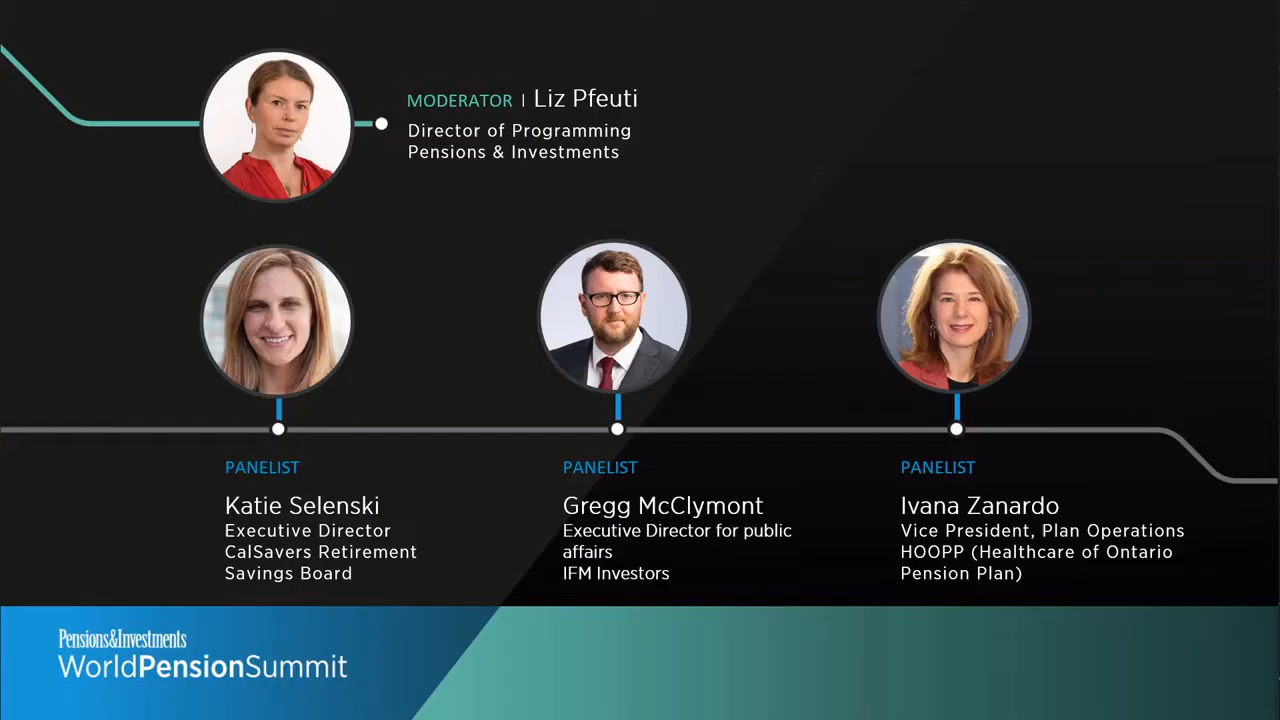 MODERATOR | Liz Pfeuti
Director of Programming
Pensions & Investments
PANELIST
Katie Selenski
Executive Director
CalSavers Retirement
Savings Board
PANELIST
Gregg McClymont
Executive Director for public
affairs
IFM Investors
PANELIST
Ivana Zanardo
Vice President, Plan Operations
HOOPP (Healthcare of Ontario
Pension Plan)
Pensions&Investments
WorldPensionSummit